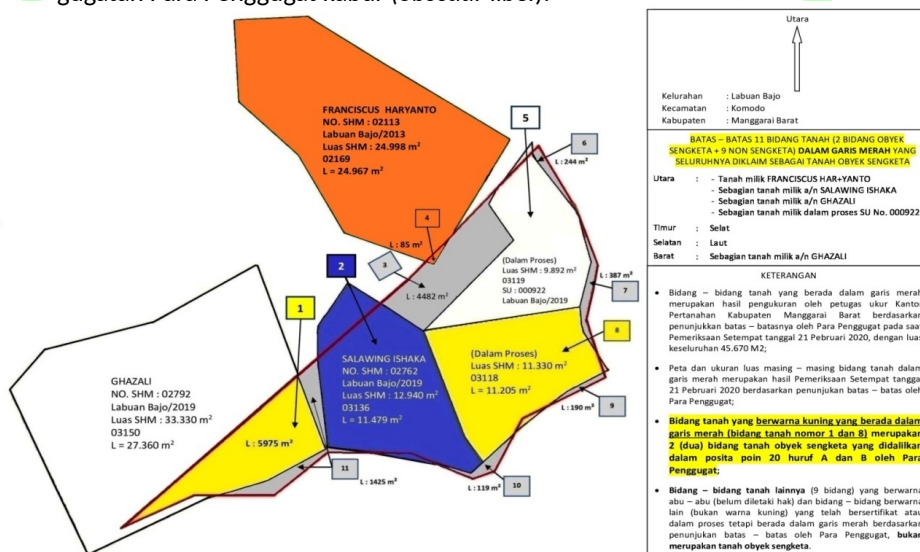 gugatan Para Penggugat kabur (obscuur libel).
FRANCISCUS HARYANTO
NO. SHM : 02113
Labuan Bajo/2013
Luas SHM : 24.998 m²
02169
L = 24.967 m²
5
6
L : 244 m²
4
L : 85 m²
2
3
L : 4482 m²
(Dalam Proses)
Luas SHM : 9.892 m²
03119
SU : 000922
Labuan Bajo/2019
L : 387 m²
7
1
8
SALAWING ISHAKA
NO. SHM : 02762
Labuan Bajo/2019
Luas SHM : 12.940 m²
03136
L = 11.479 m²
(Dalam Proses)
Luas SHM : 11.330 m²
03118
L = 11.205 m²
GHAZALI
NO. SHM : 02792
Labuan Bajo/2019
Luas SHM : 33.330 m²
03150
L = 27.360 m²
L : 5975 m²
9
L : 190 m²
11
L : 1425 m²
10
L : 119 m²
Utara
Kelurahan : Labuan Bajo
Kecamatan : Komodo
Kabupaten : Manggarai Barat
BATAS – BATAS 11 BIDANG TANAH (2 BIDANG OBYEK
SENGKETA + 9 NON SENGKETA) DALAM GARIS MERAH YANG
SELURUHNYA DIKLAIM SEBAGAI TANAH OBYEK SENGKETA
Utara : - Tanah milik FRANCISCUS HAR+YANTO
- Sebagian tanah milik a/n SALAWING ISHAKA
- Sebagian tanah milik a/n GHAZALI
- Sebagian tanah milik dalam proses SU No. 000922
Timur : Selat
Selatan : Laut
Barat : Sebagian tanah milik a/n GHAZALI
KETERANGAN
• Bidang – bidang tanah yang berada dalam garis merah
merupakan hasil pengukuran oleh petugas ukur Kanto
Pertanahan Kabupaten Manggarai Barat berdasarkan
penunjukkan batas – batasnya oleh Para Penggugat pada saat
Pemeriksaan Setempat tanggal 21 Pebruari 2020, dengan luas
keseluruhan 45.670 M2;
• Peta dan ukuran luas masing – masing bidang tanah dalam
garis merah merupakan hasil Pemeriksaan Setempat tangga
21 Pebruari 2020 berdasarkan penunjukan batas – batas oleh
Para Penggugat;
• Bidang tanah yang berwarna kuning yang berada dalam
garis merah (bidang tanah nomor 1 dan 8) merupakan
2 (dua) bidang tanah obyek sengketa yang didalilkan
dalam posita poin 20 huruf A dan B oleh Para
Penggugat;
• Bidang – bidang tanah lainnya (9 bidang) yang berwarna
abu – abu (belum diletaki hak) dan bidang – bidang berwarna
lain (bukan warna kuning) yang telah bersertifikat atau
dalam proses tetapi berada dalam garis merah berdasarkan
penunjukan batas – batas oleh Para Penggugat, bukan
merupakan tanah obyek sengketa.